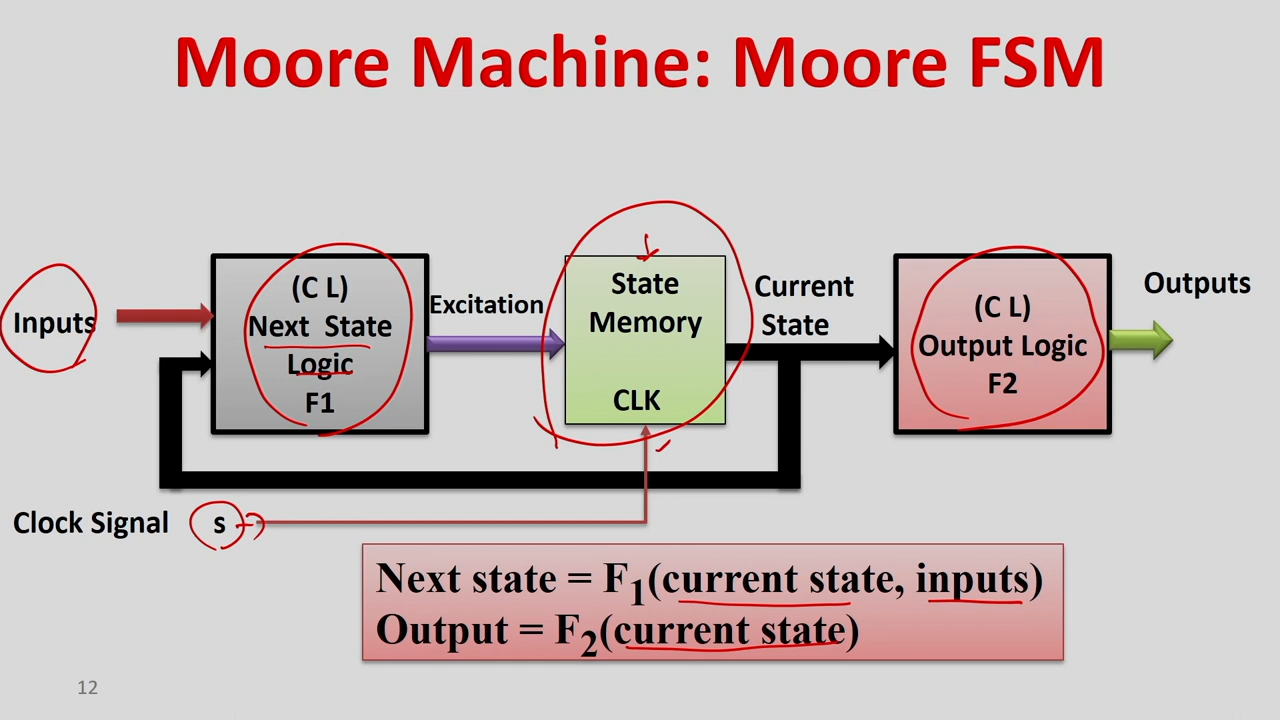 Moore Machine: Moore FSM
Inputs
(C L)
Next State
Logic
F1
Excitation
State
Memory
CLK
Current
State
(C L)
Output Logic
F2
Outputs
Clock Signal s
Next state = F1(current state, inputs)
Output = F2(current state)
12